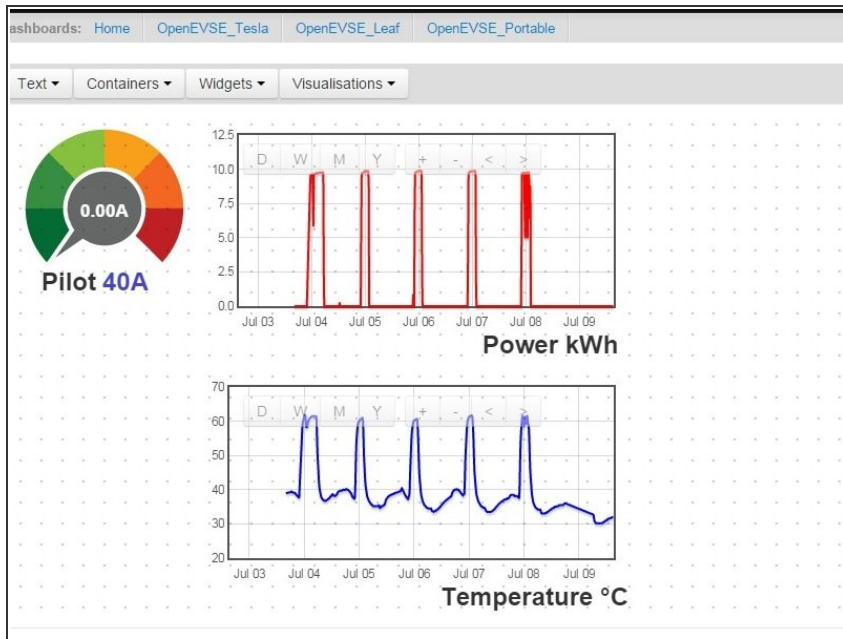 ashboards: Home OpenEVSE_Tesla OpenEVSE_Leaf OpenEVSE_Portable
Text Containers Widgets Visualisations
0.00A
Pilot 40A
12.5
D W M Y + - < >
10.0
7.5
5.0
2.5
0.0
Jul 03 Jul 04 Jul 05 Jul 06 Jul 07 Jul 08 Jul 09
Power kWh
70
D W M Y + - < >
60
50
40
30
20
Jul 03 Jul 04 Jul 05 Jul 06 Jul 07 Jul 08 Jul 09
Temperature °C